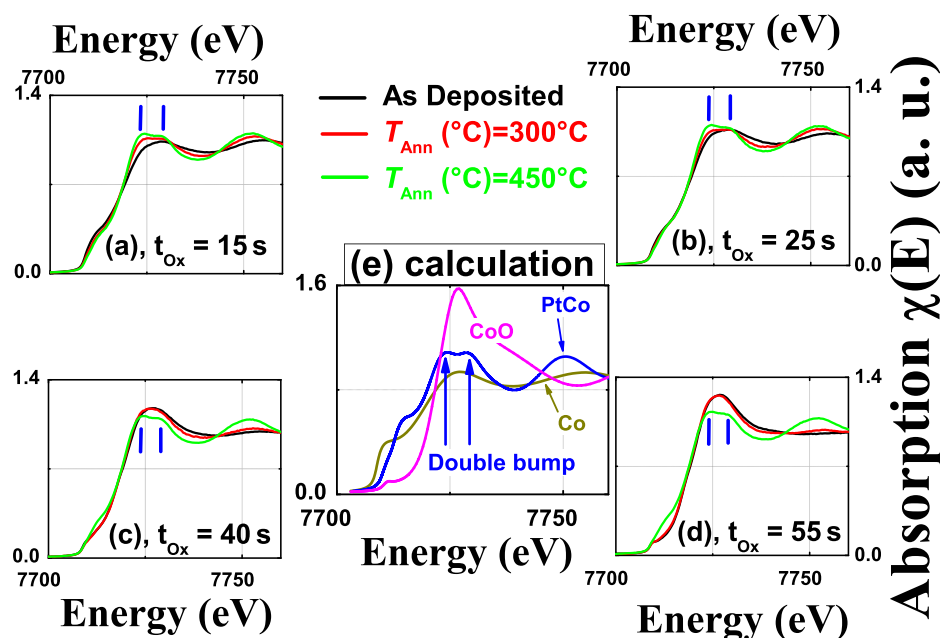 Energy (eV)
7700 7750
1.4
0.0
(a), tOx = 15 s
As Deposited
TAnn (°C)=300°C
TAnn (°C)=450°C
Energy (eV)
7700 7750
1.4
0.0
(b), tOx = 25 s
(e) calculation
1.6
0.0
PtCo
CoO
Co
Double bump
7700 7750
Energy (eV)
1.4
0.0
(c), tOx = 40 s
7700 7750
Energy (eV)
1.4
0.0
(d), tOx = 55 s
7700 7750
Energy (eV)
Absorption χ(E) (a. u.)